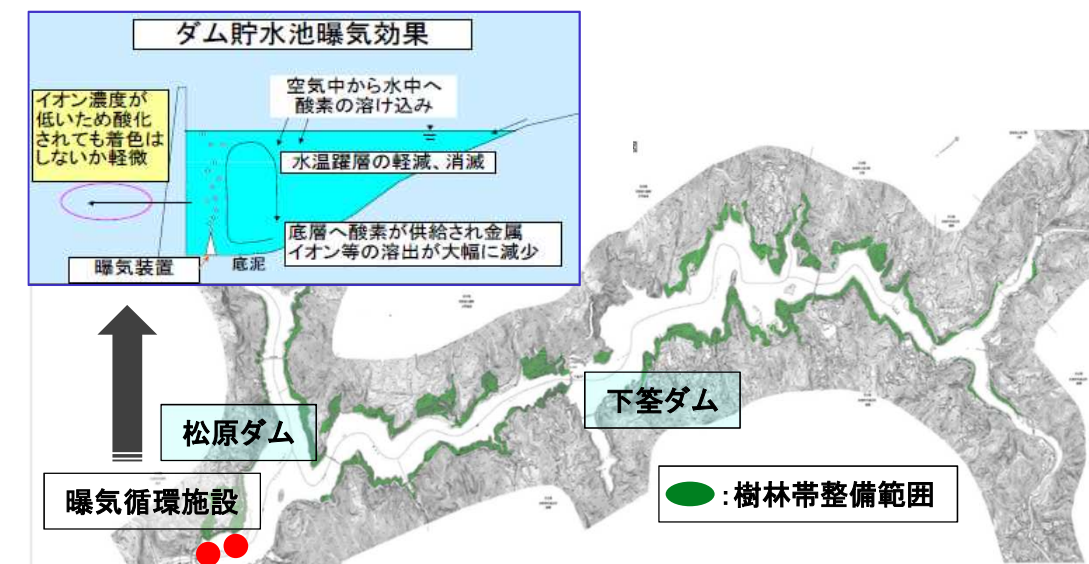 ダム貯水池曝気効果
イオン濃度が
低いため酸化
されても着色は
しないか軽微
空気中から水中へ
酸素の溶け込み
水温躍層の軽減、消滅
底層へ酸素が供給され金属
イオン等の溶出が大幅に減少
曝気装置
底泥
松原ダム
下筌ダム
曝気循環施設
:樹林帯整備範囲